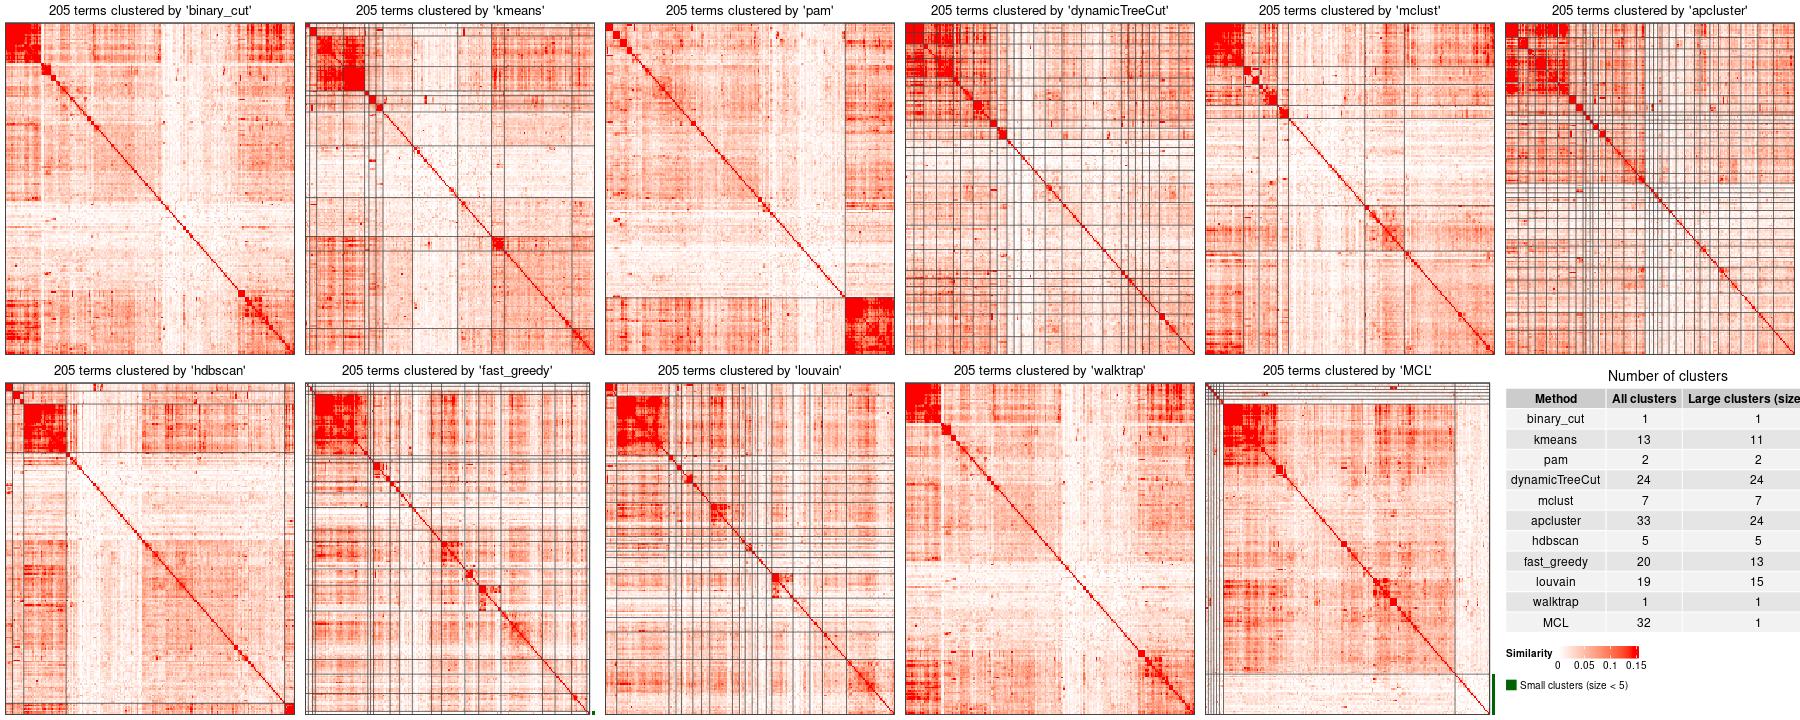 205 terms clustered by 'binary_cut'
205 terms clustered by 'kmeans'
205 terms clustered by 'pam'
205 terms clustered by 'dynamicTreeCut'
205 terms clustered by 'mclust'
205 terms clustered by 'apcluster'
205 terms clustered by 'hdbscan'
205 terms clustered by 'fast_greedy'
205 terms clustered by 'louvain'
205 terms clustered by 'walktrap'
205 terms clustered by 'MCL'
Number of clusters
Method All clusters Large clusters (size
binary_cut 1 1
kmeans 13 11
pam 2 2
dynamicTreeCut 24 24
mclust 7 7
apcluster 33 24
hdbscan 5 5
fast_greedy 20 13
louvain 19 15
walktrap 1 1
MCL 32 1
Similarity
0 0.05 0.1 0.15
Small clusters (size < 5)